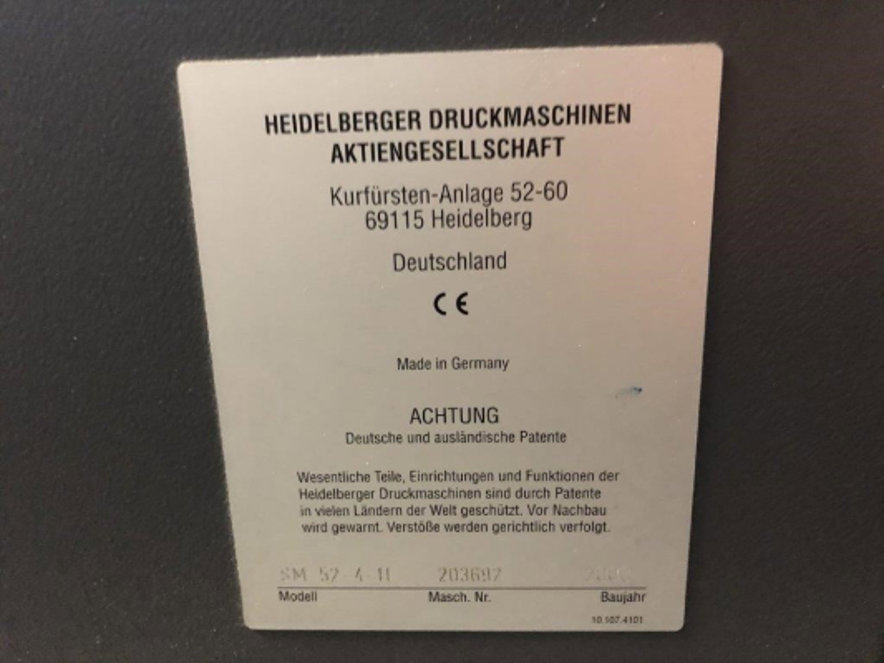 HEIDELBERGER DRUCKMASCHINEN
AKTIENGESELLSCHAFT
Kurfürsten-Anlage 52-60
69115 Heidelberg
Deutschland
CE
Made in Germany
ACHTUNG
Deutsche und ausländische Patente
Wesentliche Teile, Einrichtungen und Funktionen der
Heidelberger Druckmaschinen sind durch Patente
in vielen Ländern der Welt geschützt. Vor Nachbau
wird gewarnt. Verstöße werden gerichtlich verfolgt.
SM 52-4-H 203692
Modell Masch. Nr. Baujahr
10.107.4101